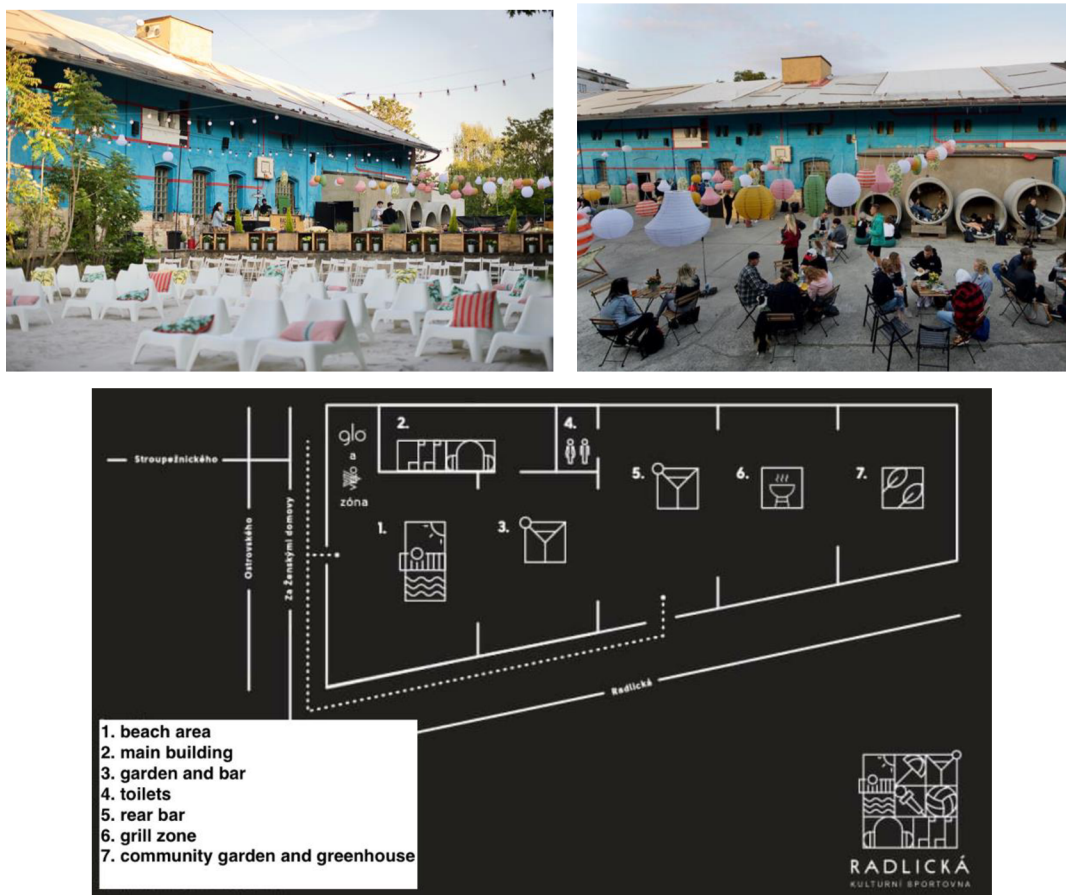 glo
a
zóna
Stroupežnického
Ostrovského
Za Ženskými domovy
1.
2.
3.
4.
5.
6.
7.
Radlická
1. beach area
2. main building
3. garden and bar
4. toilets
5. rear bar
6. grill zone
7. community garden and greenhouse
RADLICKÁ
KULTURNÍ SPORTOVNA